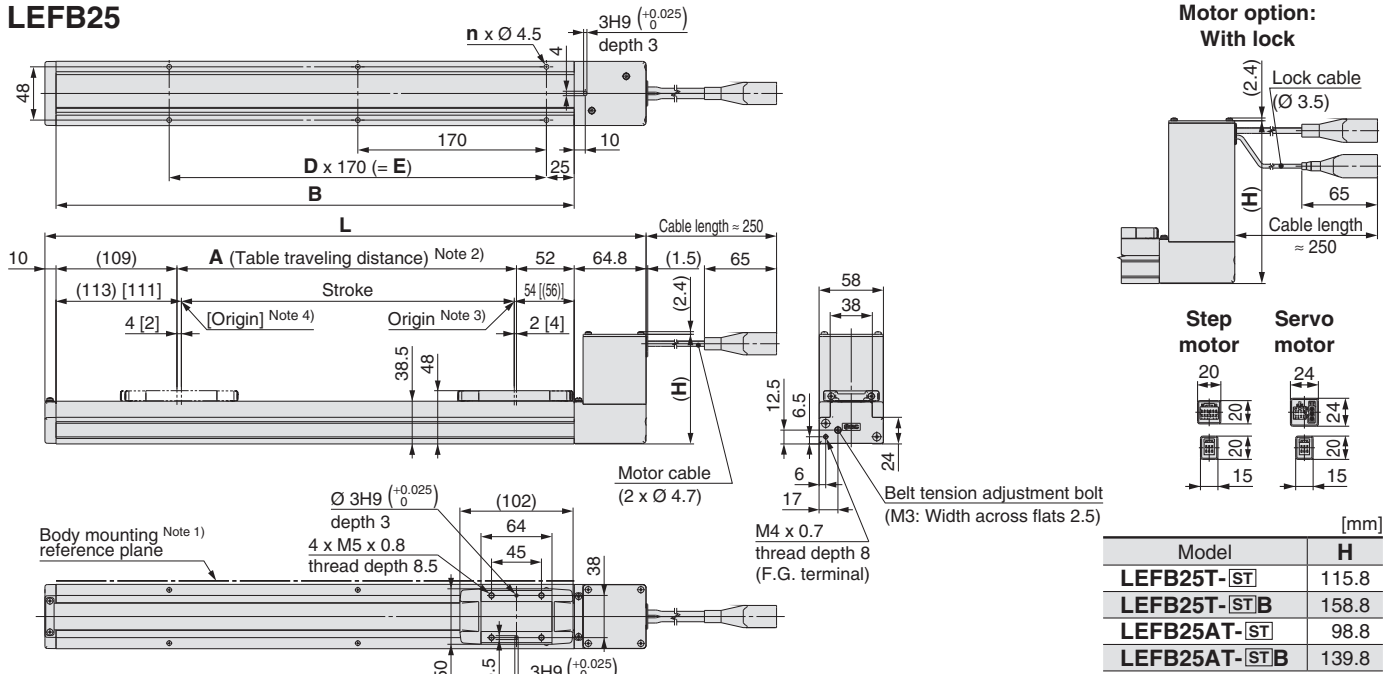 LEFB25
n x Ø 4.5
3H9 (+0.025 0)
depth 3
4
48
170
10
D x 170 (= E)
25
B
L
Cable length ≈ 250
10
(109)
A (Table traveling distance) Note 2)
52
64.8
(1.5)
65
(113) [111]
Stroke
54 [(56)]
(2.4)
4 [2]
[Origin] Note 4)
Origin Note 3)
2 [4]
38.5
48
(H)
Motor cable
(2 x Ø 4.7)
58
38
12.5
6.5
6
17
24
Belt tension adjustment bolt
(M3: Width across flats 2.5)
M4 x 0.7
thread depth 8
(F.G. terminal)
Body mounting Note 1)
reference plane
Ø 3H9 (+0.025 0)
depth 3
4 x M5 x 0.8
thread depth 8.5
(102)
64
45
38
3H9 (+0.025 0)
Motor option:
With lock
(2.4)
Lock cable
(Ø 3.5)
(H)
65
Cable length
≈ 250
Step motor
Servo motor
20
24
20
24
20
20
15
15
[mm]
Model H
LEFB25T-ST 115.8
LEFB25T-STB 158.8
LEFB25AT-ST 98.8
LEFB25AT-STB 139.8